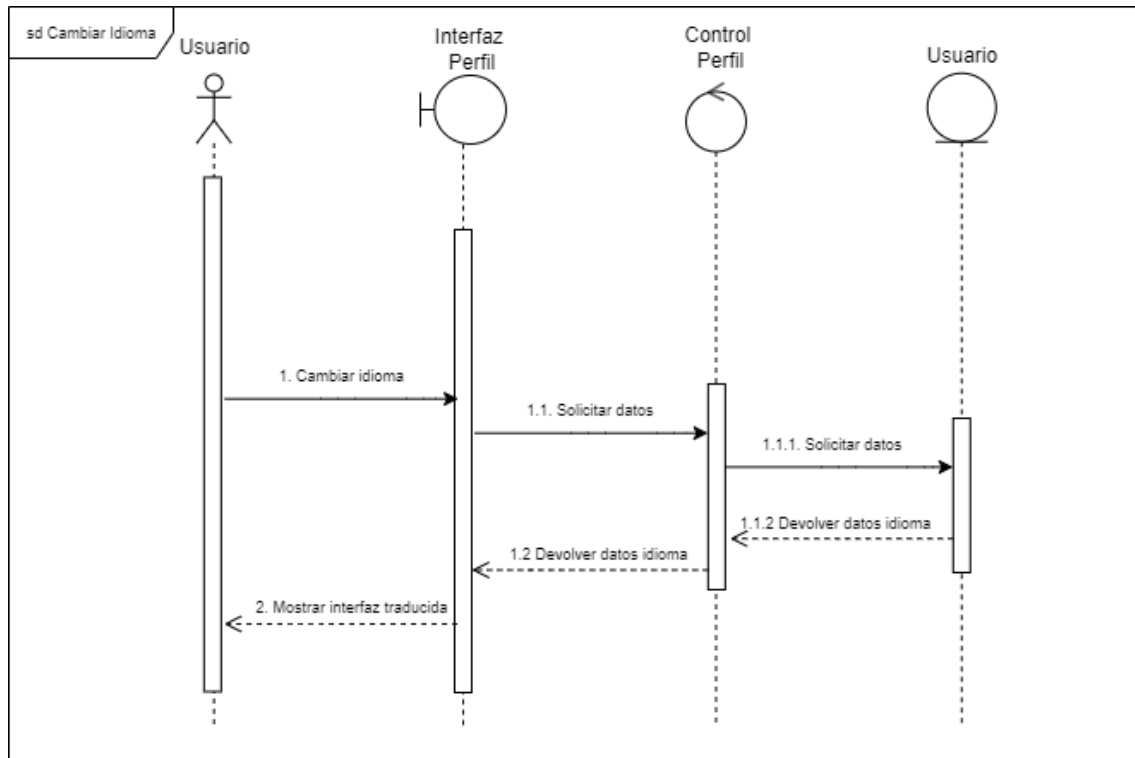 sd Cambiar Idioma
Usuario
Interfaz
Perfil
Control
Perfil
Usuario
1. Cambiar idioma
1.1. Solicitar datos
1.1.1. Solicitar datos
1.1.2 Devolver datos idioma
1.2 Devolver datos idioma
2. Mostrar interfaz traducida